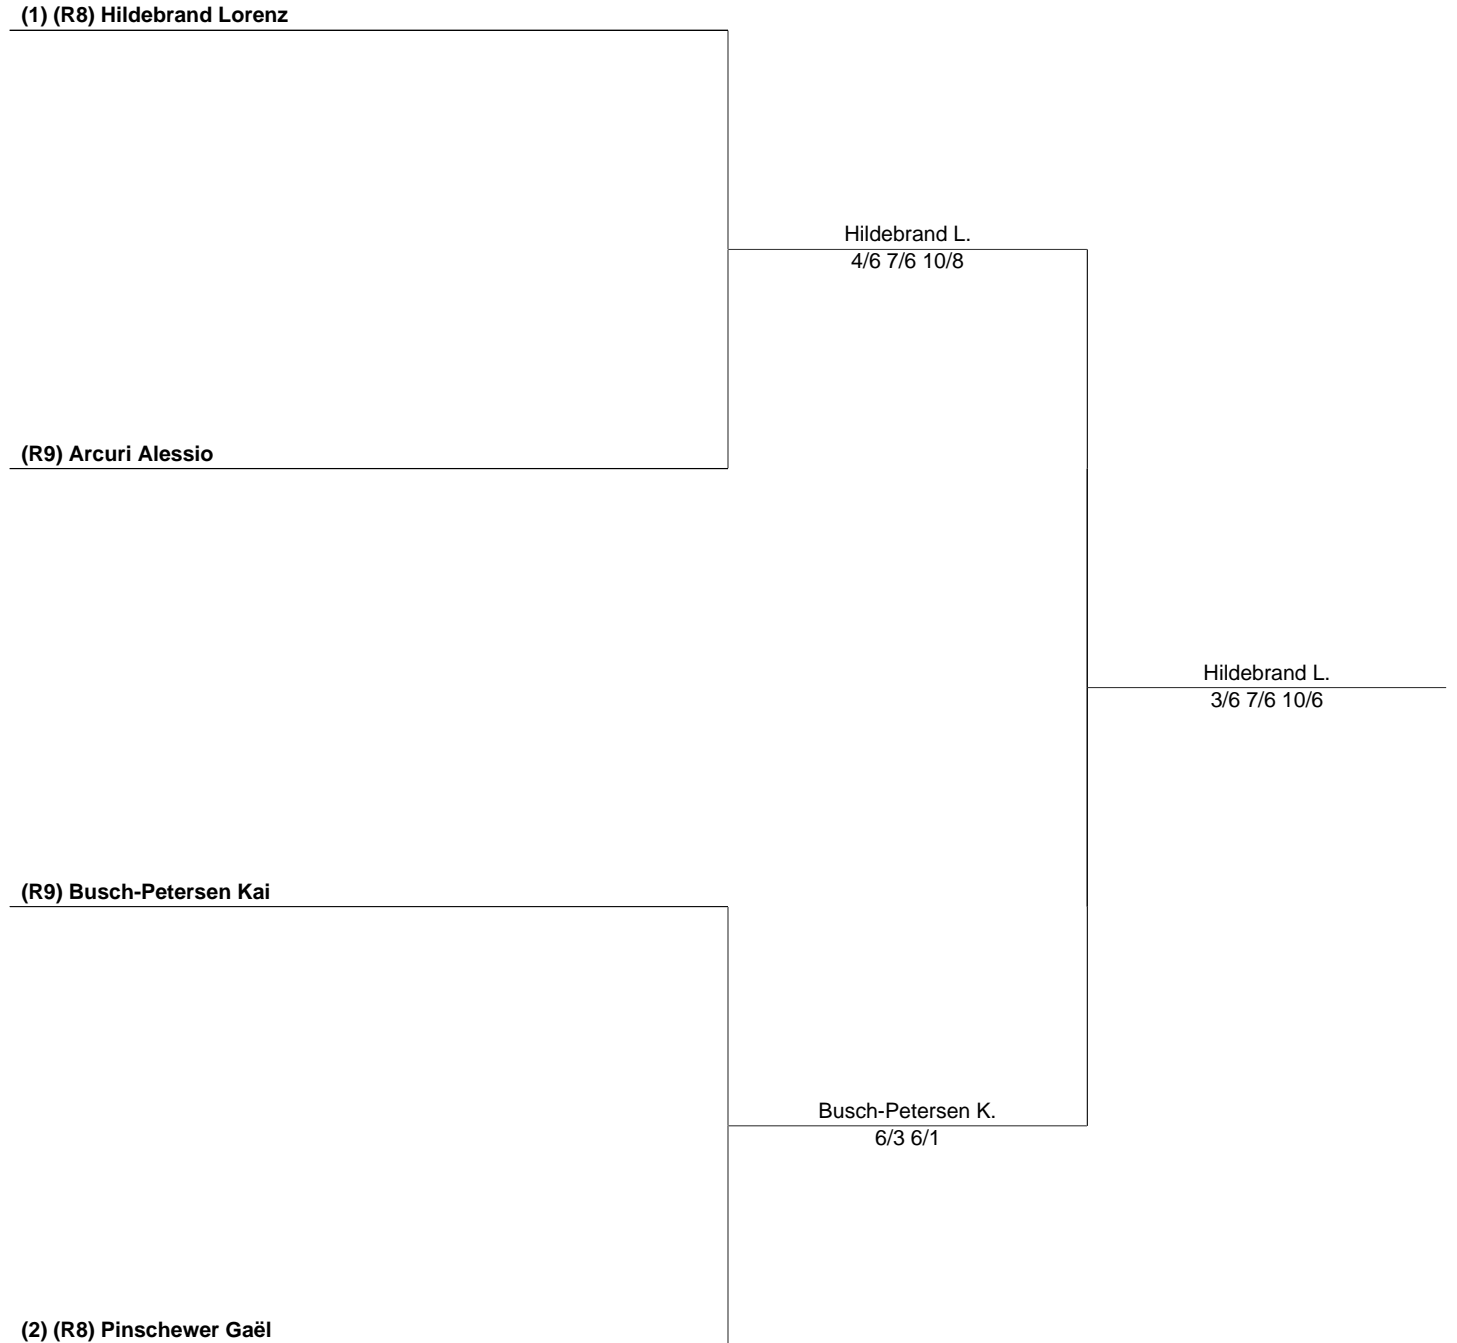 (1) (R8) Hildebrand Lorenz
Hildebrand L.
4/6 7/6 10/8
(R9) Arcuri Alessio
Hildebrand L.
3/6 7/6 10/6
(R9) Busch-Petersen Kai
Busch-Petersen K.
6/3 6/1
(2) (R8) Pinschewer Gaël